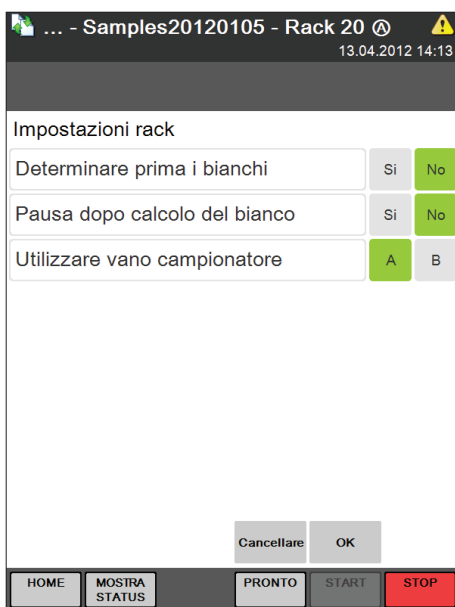 ... - Samples20120105 - Rack 20 Ⓐ
13.04.2012 14:13
Impostazioni rack
Determinare prima i bianchi Si No
Pausa dopo calcolo del bianco Si No
Utilizzare vano campionatore A B
Cancellare OK
HOME MOSTRA STATUS PRONTO START STOP